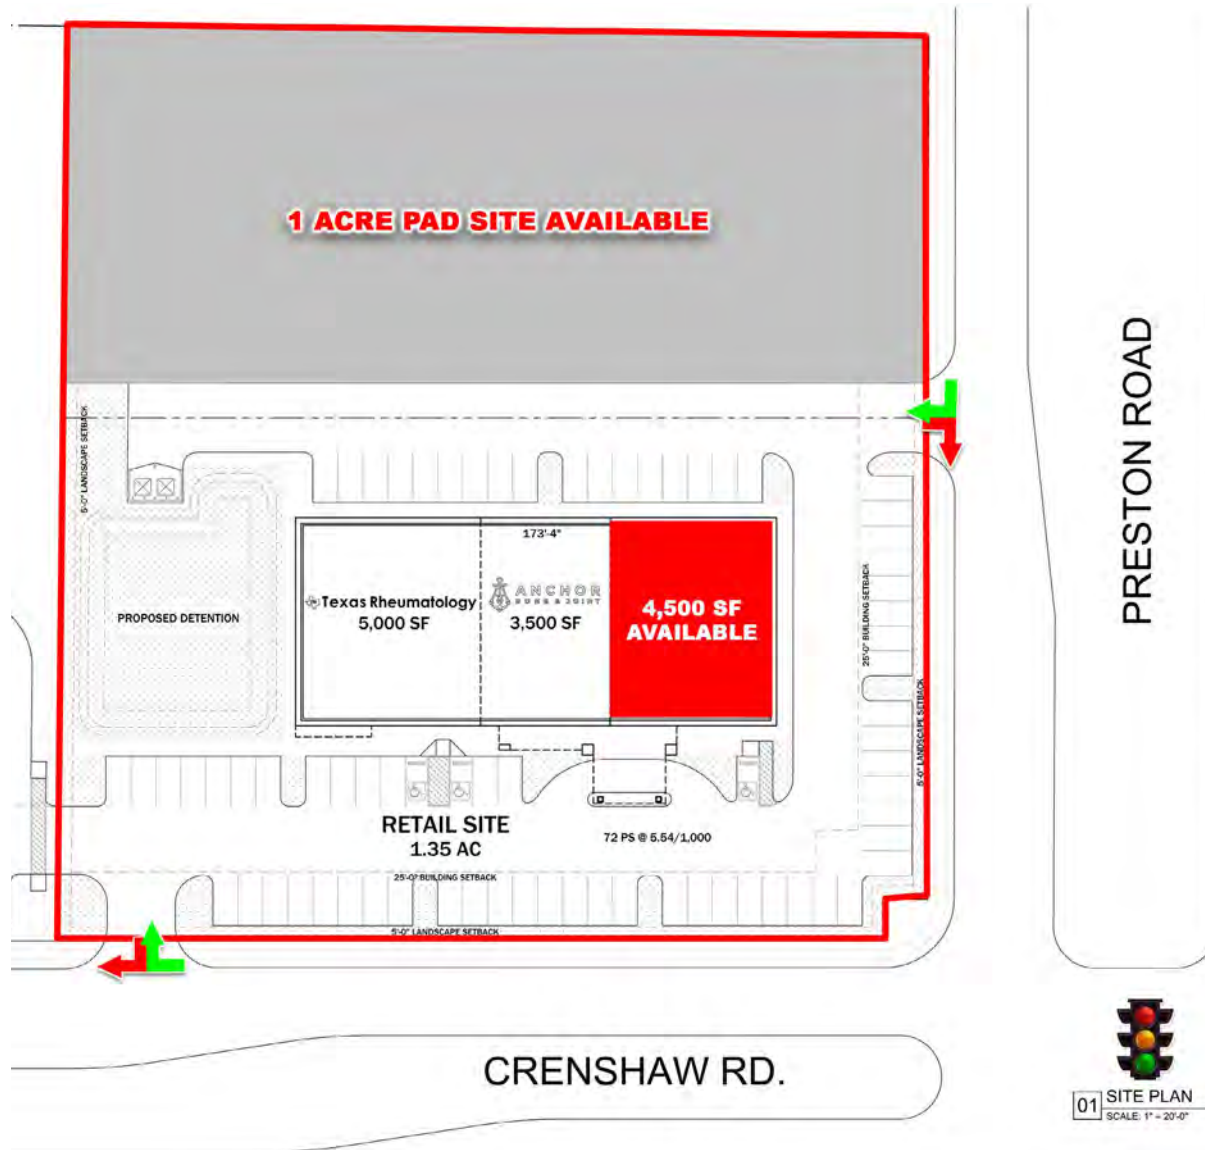 1 ACRE PAD SITE AVAILABLE
PRESTON ROAD
5'-0" LANDSCAPE SETBACK
173'-4"
Texas Rheumatology
5,000 SF
ANCHOR
BONE & JOINT
3,500 SF
4,500 SF
AVAILABLE
PROPOSED DETENTION
25'-0" BUILDING SETBACK
5'-0" LANDSCAPE SETBACK
RETAIL SITE
1.35 AC
72 PS @ 5.54/1,000
25'-0" BUILDING SETBACK
5'-0" LANDSCAPE SETBACK
CRENSHAW RD.
01
SITE PLAN
SCALE: 1" = 20'-0"